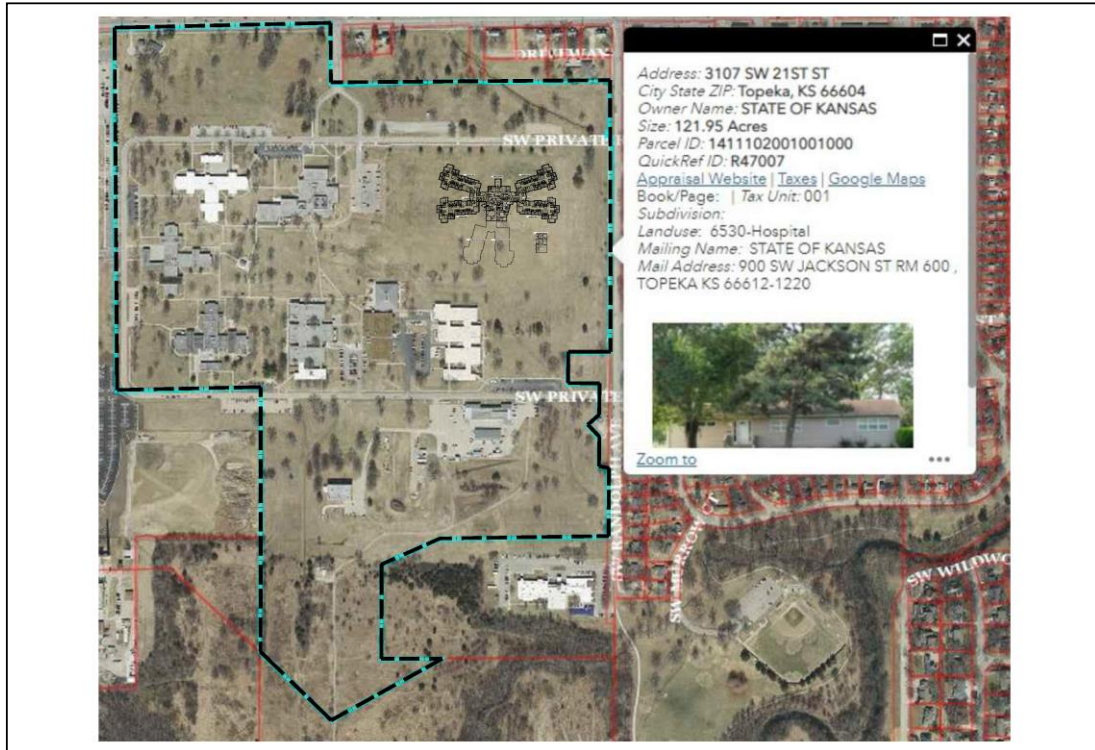 DRIVEWAY
SW PRIVATE
SW PRIVATE
SW WILDWO
Address: 3107 SW 21ST ST
City State ZIP: Topeka, KS 66604
Owner Name: STATE OF KANSAS
Size: 121.95 Acres
Parcel ID: 1411102001001000
QuickRef ID: R47007
Appraisal Website | Taxes | Google Maps
Book/Page: | Tax Unit: 001
Subdivision:
Landuse: 6530-Hospital
Mailing Name: STATE OF KANSAS
Mail Address: 900 SW JACKSON ST RM 600 ,
TOPEKA KS 66612-1220
Zoom to